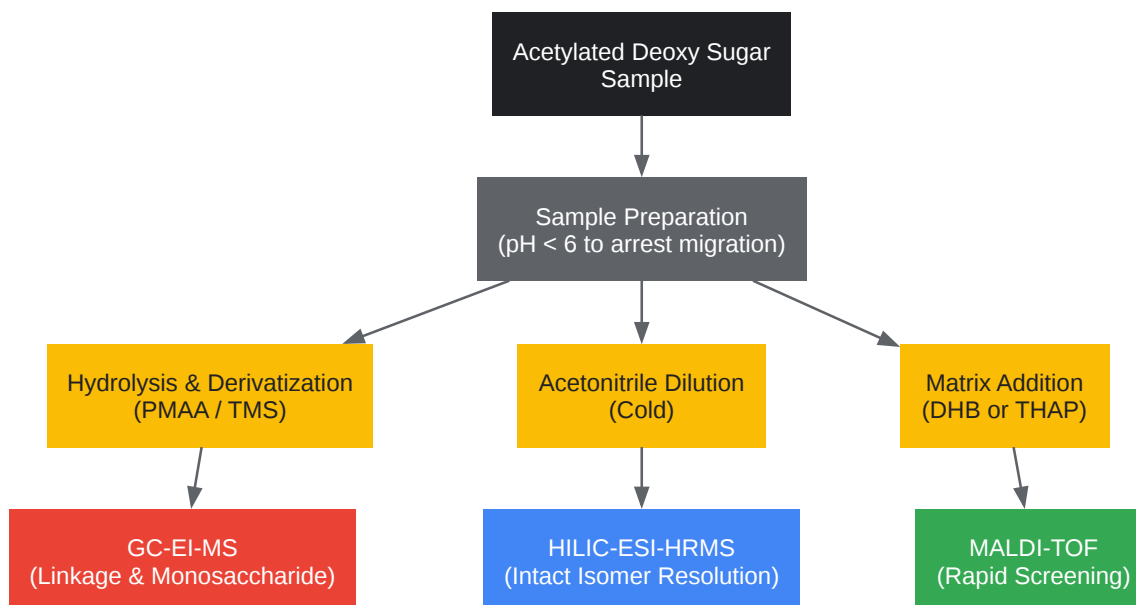 Acetylated Deoxy Sugar
Sample
Sample Preparation
(pH < 6 to arrest migration)
Hydrolysis & Derivatization
(PMAA / TMS)
Acetonitrile Dilution
(Cold)
Matrix Addition
(DHB or THAP)
GC-EI-MS
(Linkage & Monosaccharide)
HILIC-ESI-HRMS
(Intact Isomer Resolution)
MALDI-TOF
(Rapid Screening)